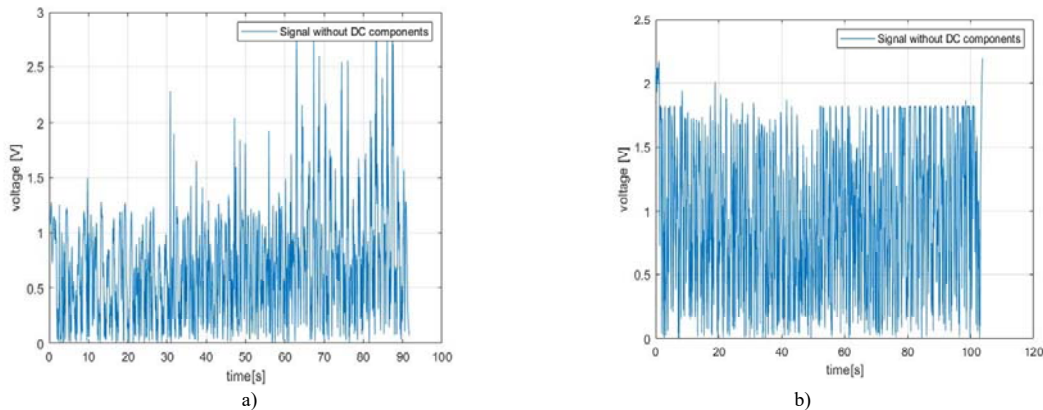 3
2.5
2
1.5
1
0.5
0
voltage [V]
Signal without DC components
0 10 20 30 40 50 60 70 80 90 100
time[s]
a)
2.5
2
1.5
1
0.5
0
voltage [V]
Signal without DC components
0 20 40 60 80 100 120
time[s]
b)